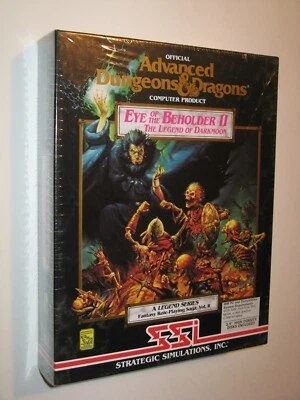 OFFICIAL
Advanced
Dungeons & Dragons®
COMPUTER PRODUCT
EYE OF THE BEHOLDER II
THE LEGEND OF DARKMOON
A LEGEND SERIES
Fantasy Role-Playing Saga, Vol. II
SSI
STRATEGIC SIMULATIONS, INC.